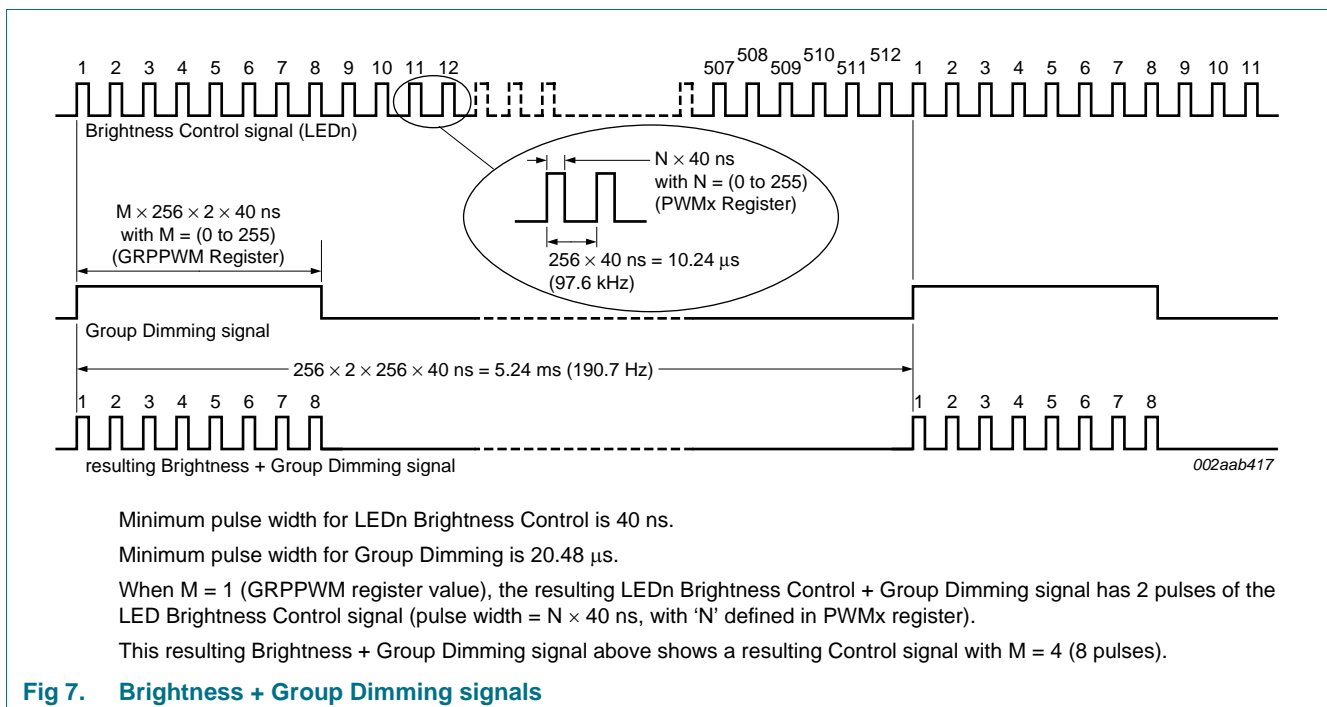 1 2 3 4 5 6 7 8 9 10 11 12 507 508 509 510 511 512 1 2 3 4 5 6 7 8 9 10 11
Brightness Control signal (LEDn)
N × 40 ns
with N = (0 to 255)
(PWMx Register)
256 × 40 ns = 10.24 μs
(97.6 kHz)
M × 256 × 2 × 40 ns
with M = (0 to 255)
(GRPPWM Register)
Group Dimming signal
256 × 2 × 256 × 40 ns = 5.24 ms (190.7 Hz)
1 2 3 4 5 6 7 8 1 2 3 4 5 6 7 8
resulting Brightness + Group Dimming signal
002aab417
Minimum pulse width for LEDn Brightness Control is 40 ns.
Minimum pulse width for Group Dimming is 20.48 μs.
When M = 1 (GRPPWM register value), the resulting LEDn Brightness Control + Group Dimming signal has 2 pulses of the
LED Brightness Control signal (pulse width = N × 40 ns, with ‘N’ defined in PWMx register).
This resulting Brightness + Group Dimming signal above shows a resulting Control signal with M = 4 (8 pulses).
Fig 7. Brightness + Group Dimming signals